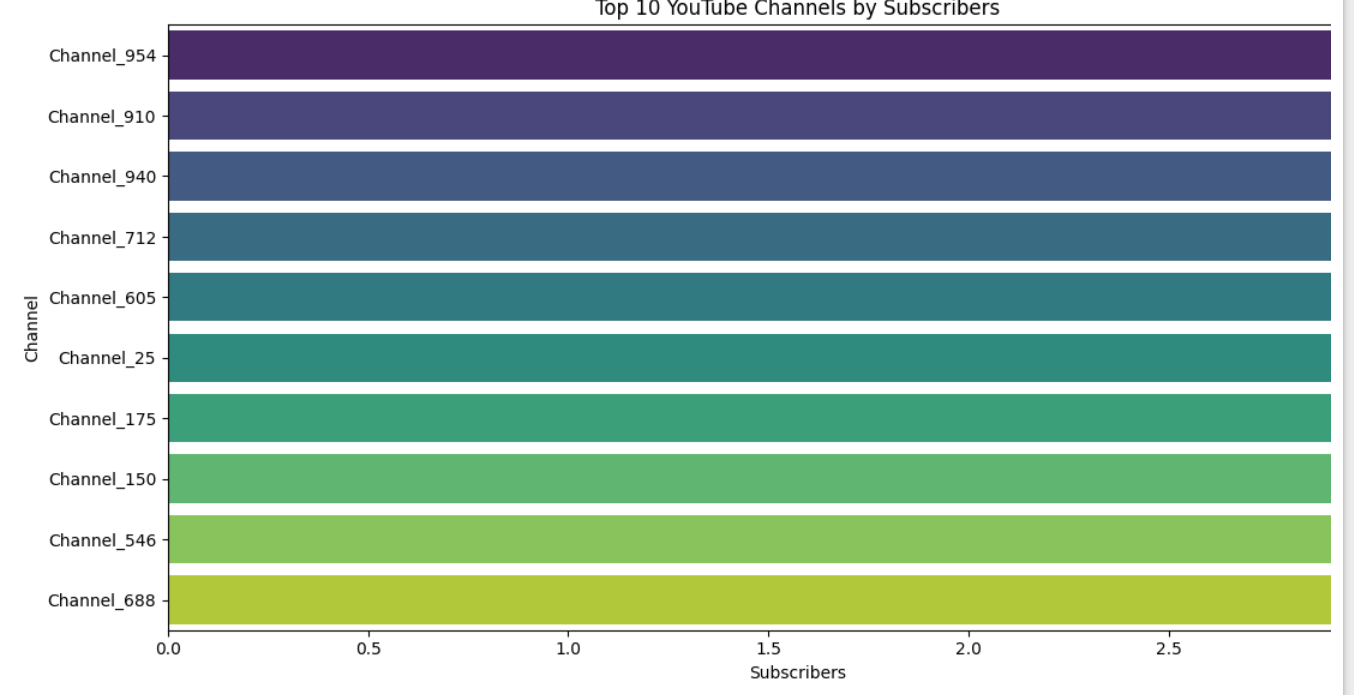 Top 10 YouTube Channels by Subscribers
Channel_954
Channel_910
Channel_940
Channel_712
Channel_605
Channel
Channel_25
Channel_175
Channel_150
Channel_546
Channel_688
0.0 0.5 1.0 1.5 2.0 2.5
Subscribers